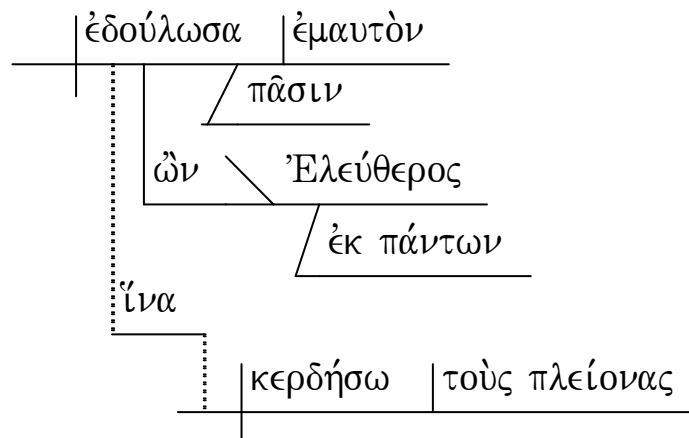 ἐδούλωσα ἐμαυτὸν
πᾶσιν
ὢν Ἐλεύθερος
ἐκ πάντων
ἵνα
κερδήσω τοὺς πλείονας